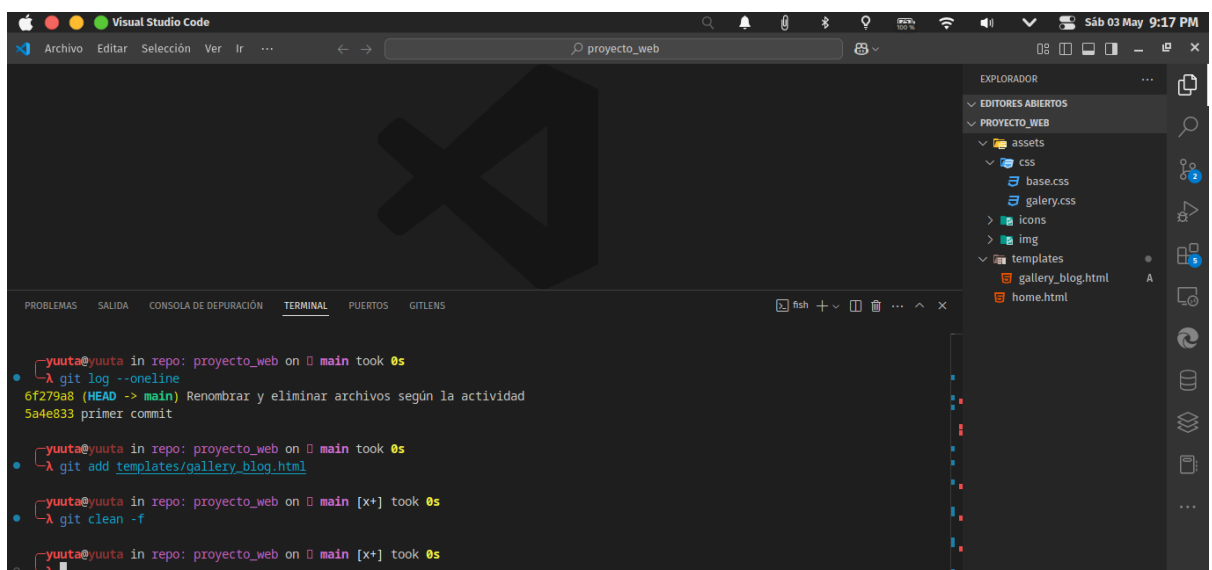 Visual Studio Code
100 %
Sáb 03 May 9:17 PM
Archivo Editar Selección Ver Ir ···
proyecto_web
EXPLORADOR
EDITORES ABIERTOS
PROYECTO_WEB
assets
css
base.css
galery.css
icons
img
templates
gallery_blog.html A
home.html
2
5
PROBLEMAS SALIDA CONSOLA DE DEPURACIÓN TERMINAL PUERTOS GITLENS
fish
yuuta@yuuta in repo: proyecto_web on main took 0s
λ git log --oneline
6f279a8 (HEAD -> main) Renombrar y eliminar archivos según la actividad
5a4e833 primer commit
yuuta@yuuta in repo: proyecto_web on main took 0s
λ git add templates/gallery_blog.html
yuuta@yuuta in repo: proyecto_web on main [x+] took 0s
λ git clean -f
yuuta@yuuta in repo: proyecto_web on main [x+] took 0s
λ